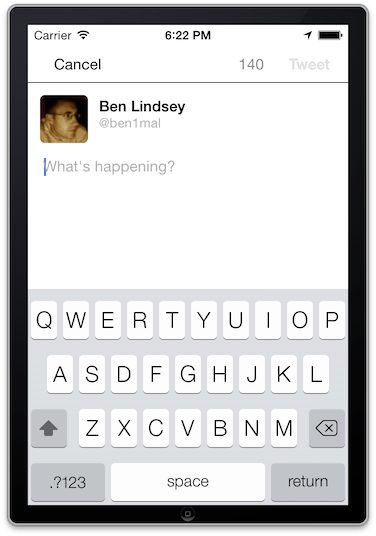 Carrier 6:22 PM
Cancel 140 Tweet
Ben Lindsey
@ben1mal
What's happening?
Q W E R T Y U I O P
A S D F G H J K L
Z X C V B N M
.?123 space return